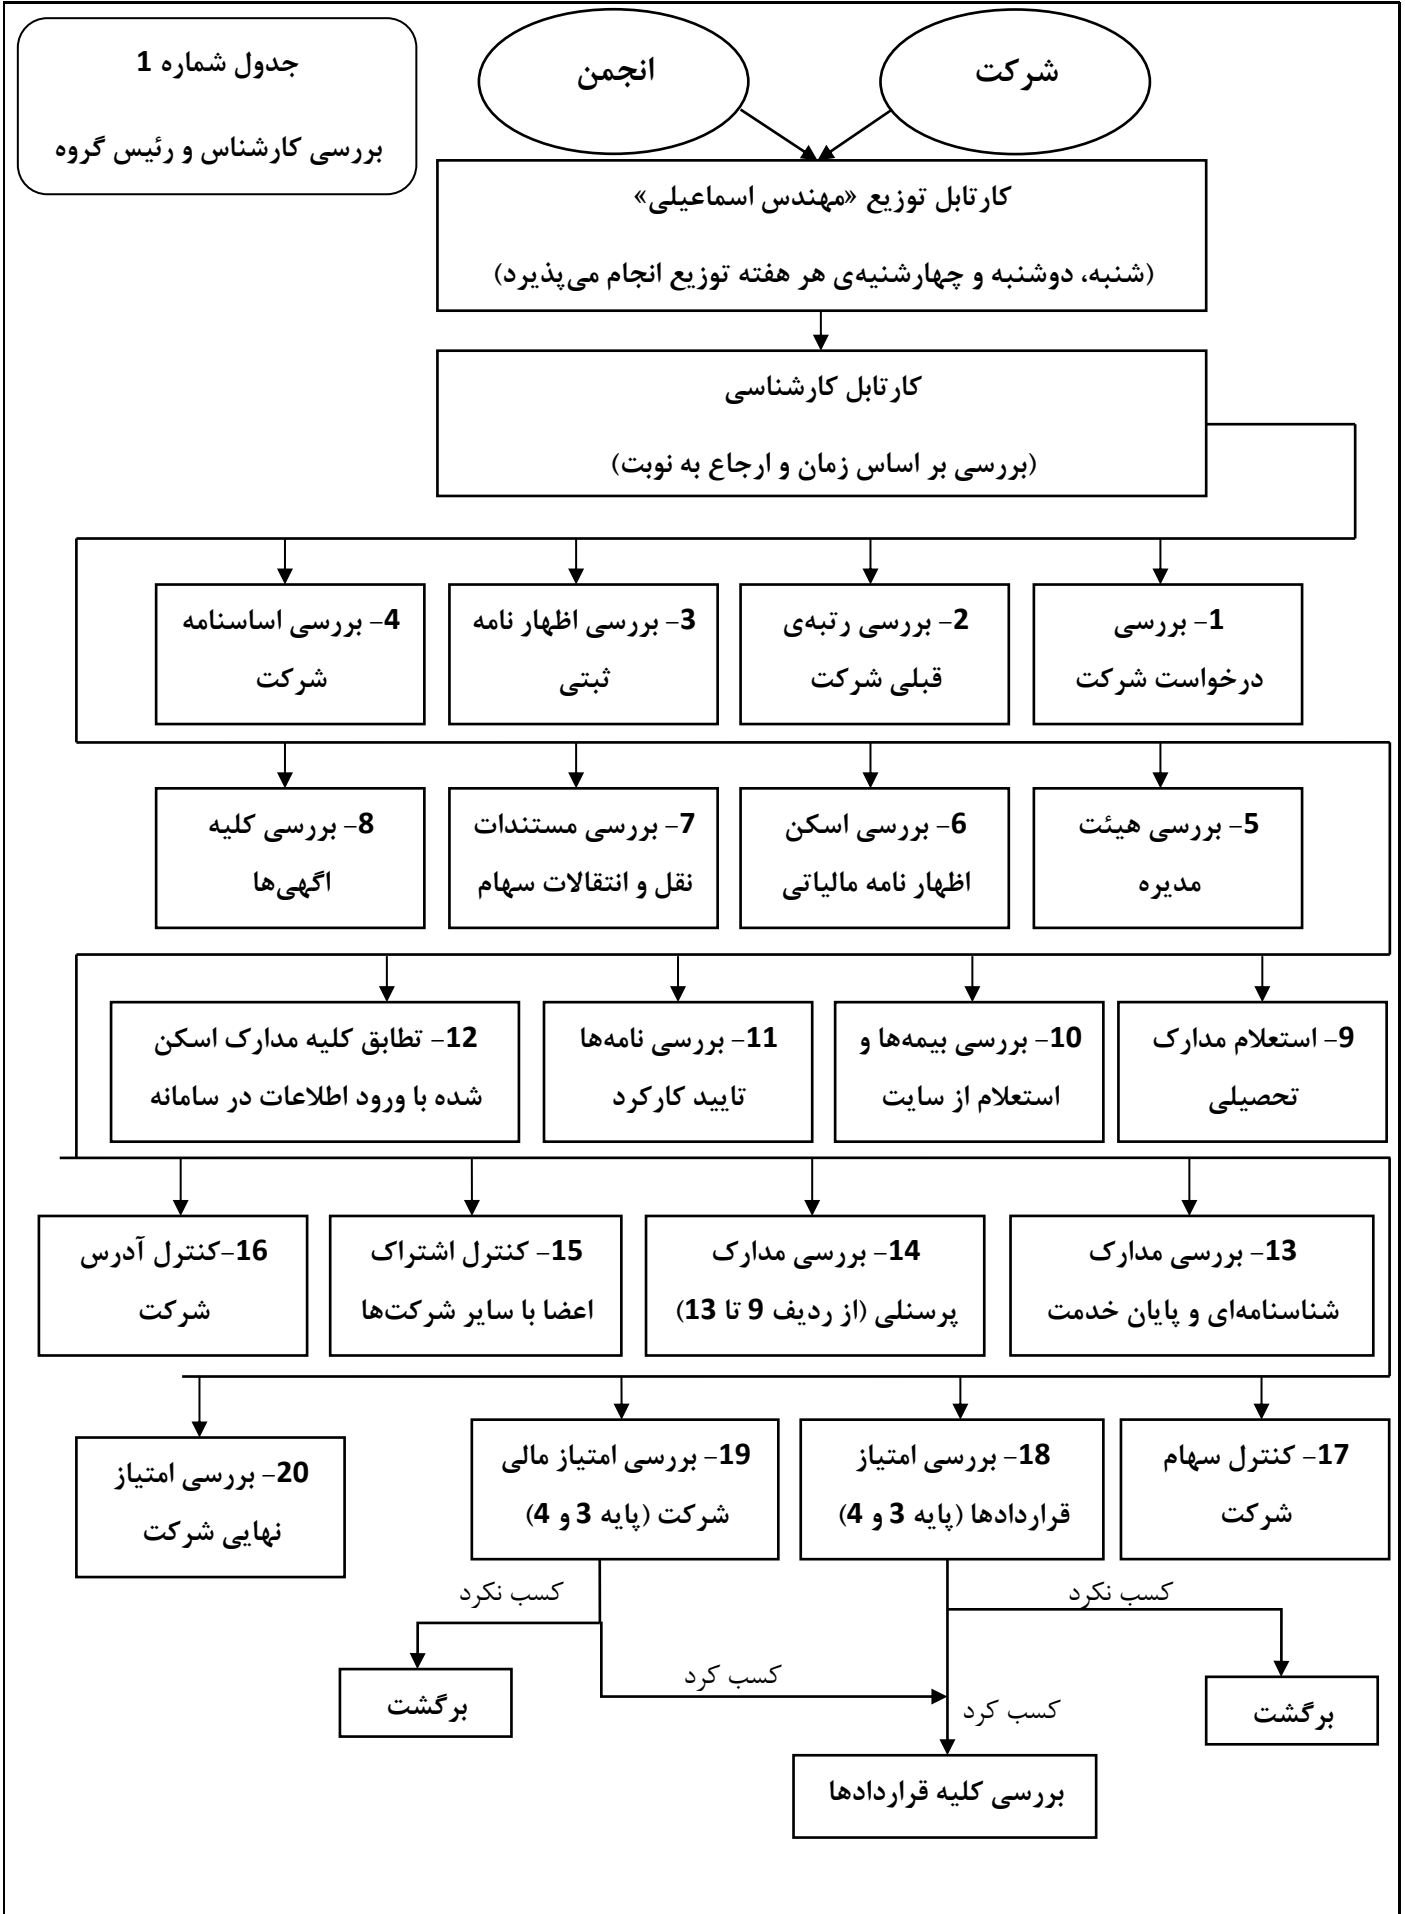 جدول شماره 1
بررسی کارشناس و رئیس گروه
شرکت
انجمن
کارتابل توزیع «مهندس اسماعیلی»
(شنبه، دوشنبه و چهارشنبه‌ی هر هفته توزیع انجام می‌پذیرد)
کارتابل کارشناسی
(بررسی بر اساس زمان و ارجاع به نوبت)
1- بررسی
درخواست شرکت
2- بررسی رتبه‌ی
قبلی شرکت
3- بررسی اظهار نامه
ثبتی
4- بررسی اساسنامه
شرکت
5- بررسی هیئت
مدیره
6- بررسی اسکن
اظهار نامه مالیاتی
7- بررسی مستندات
نقل و انتقالات سهام
8- بررسی کلیه
اگهی‌ها
9- استعلام مدارک
تحصیلی
10- بررسی بیمه‌ها و
استعلام از سایت
11- بررسی نامه‌ها
تایید کارکرد
12- تطابق کلیه مدارک اسکن
شده با ورود اطلاعات در سامانه
13- بررسی مدارک
شناسنامه‌ای و پایان خدمت
14- بررسی مدارک
پرسنلی (از ردیف 9 تا 13)
15- کنترل اشتراک
اعضا با سایر شرکت‌ها
16-کنترل آدرس
شرکت
17- کنترل سهام
شرکت
18- بررسی امتیاز
قراردادها (پایه 3 و 4)
19- بررسی امتیاز مالی
شرکت (پایه 3 و 4)
20- بررسی امتیاز
نهایی شرکت
کسب نکرد
کسب نکرد
کسب کرد
کسب کرد
برگشت
برگشت
بررسی کلیه قراردادها